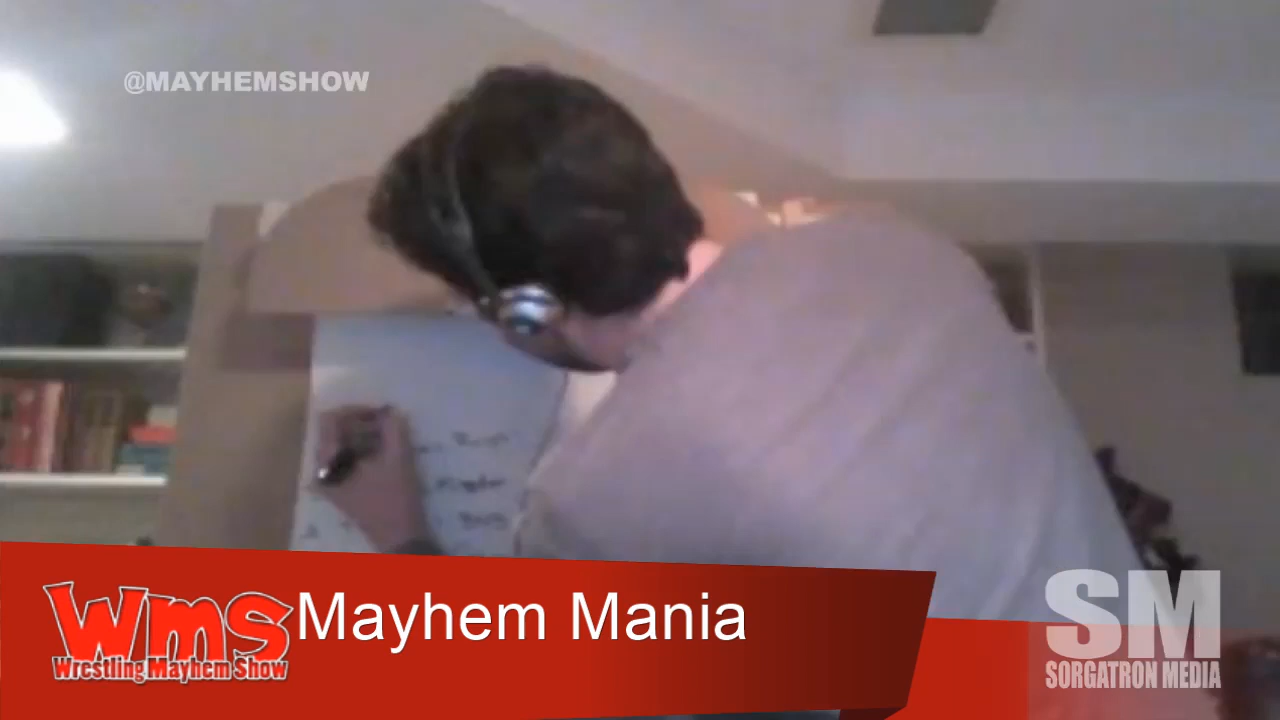 @MAYHEMSHOW
Wms
Wrestling Mayhem Show
Mayhem Mania
SM
SORGATRON MEDIA